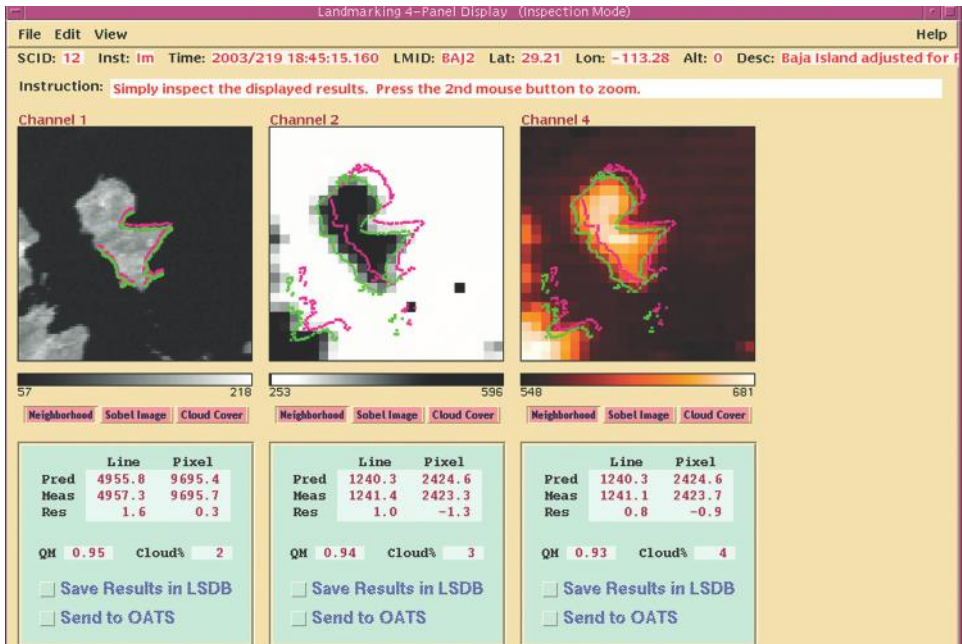 Landmarking 4-Panel Display (Inspection Mode)
File Edit View Help
SCID: 12 Inst: Im Time: 2003/219 18:45:15.160 LMID: BAJ2 Lat: 29.21 Lon: -113.28 Alt: 0 Desc: Baja Island adjusted for
Instruction: Simply inspect the displayed results. Press the 2nd mouse button to zoom.
Channel 1 Channel 2 Channel 4
57 218 253 596 548 681
Neighborhood Sobel Image Cloud Cover Neighborhood Sobel Image Cloud Cover Neighborhood Sobel Image Cloud Cover
Line Pixel
Pred 4955.8 9695.4
Meas 4957.3 9695.7
Res 1.6 0.3
QM 0.95 Cloud% 2
Save Results in LSDB
Send to OATS
Line Pixel
Pred 1240.3 2424.6
Meas 1241.4 2423.3
Res 1.0 -1.3
QM 0.94 Cloud% 3
Save Results in LSDB
Send to OATS
Line Pixel
Pred 1240.3 2424.6
Meas 1241.1 2423.7
Res 0.8 -0.9
QM 0.93 Cloud% 4
Save Results in LSDB
Send to OATS